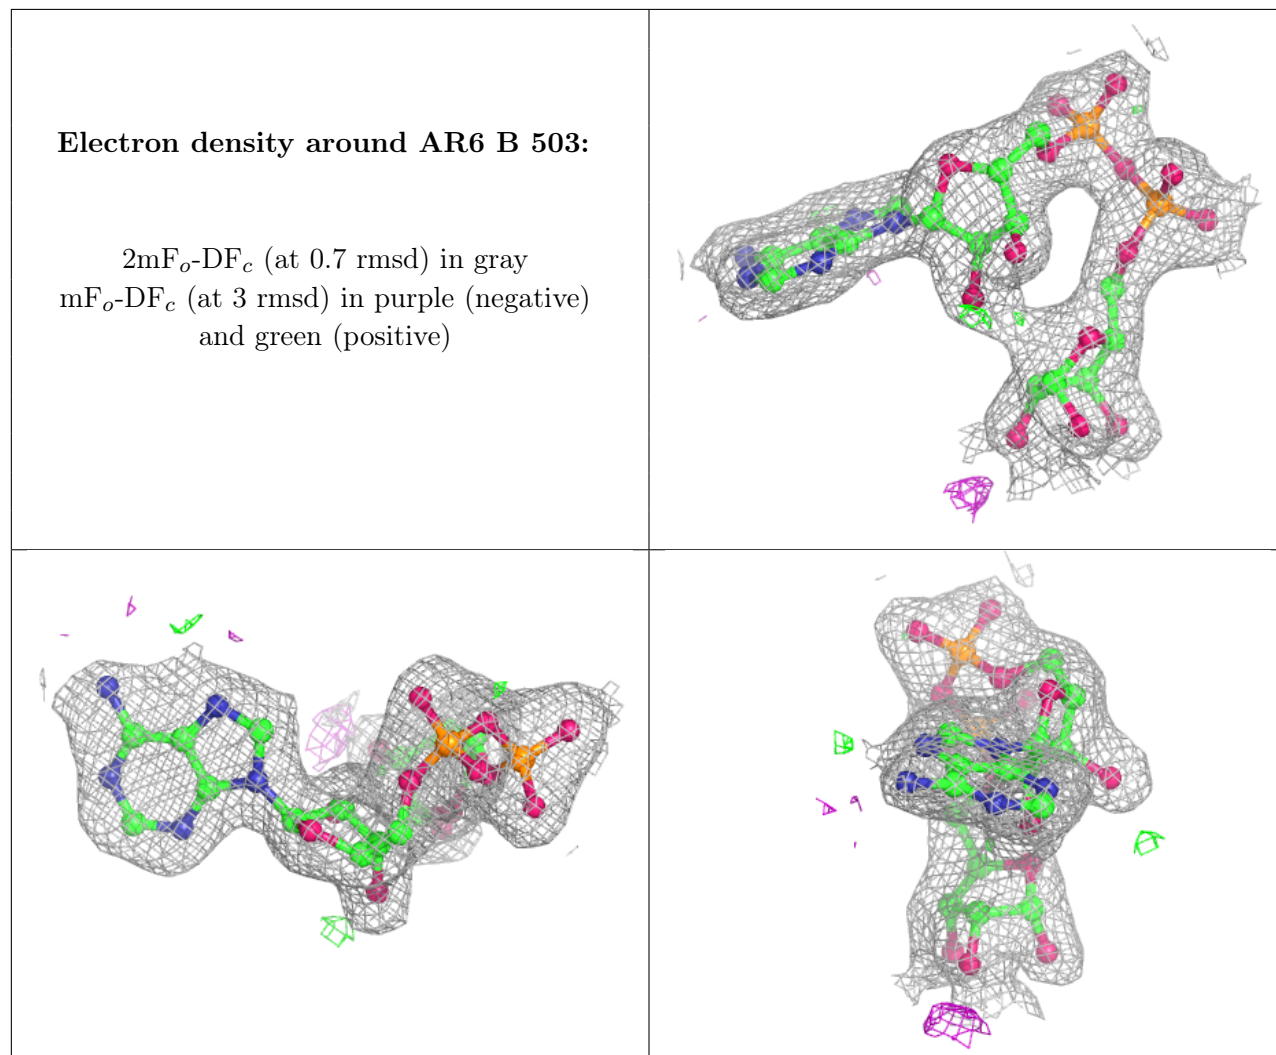 Electron density around AR6 B 503:
2mFo-DFc (at 0.7 rmsd) in gray
mFo-DFc (at 3 rmsd) in purple (negative)
and green (positive)